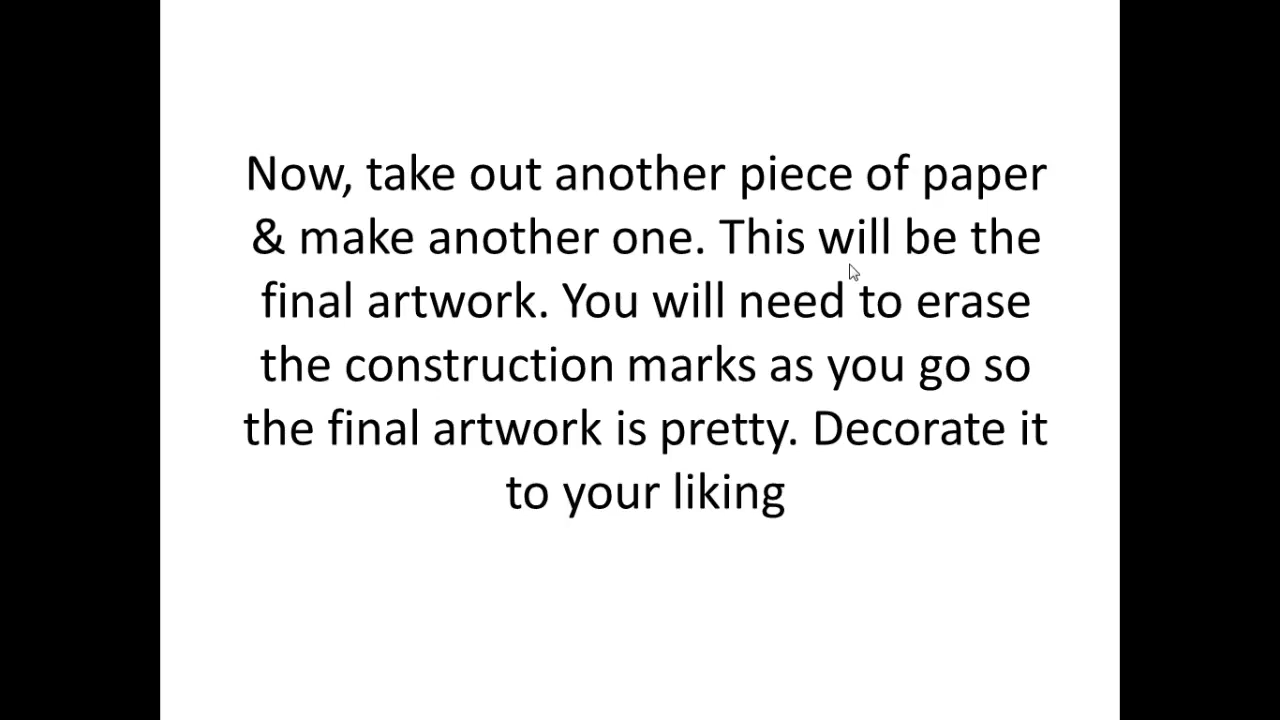 Now, take out another piece of paper
& make another one. This will be the
final artwork. You will need to erase
the construction marks as you go so
the final artwork is pretty. Decorate it
to your liking